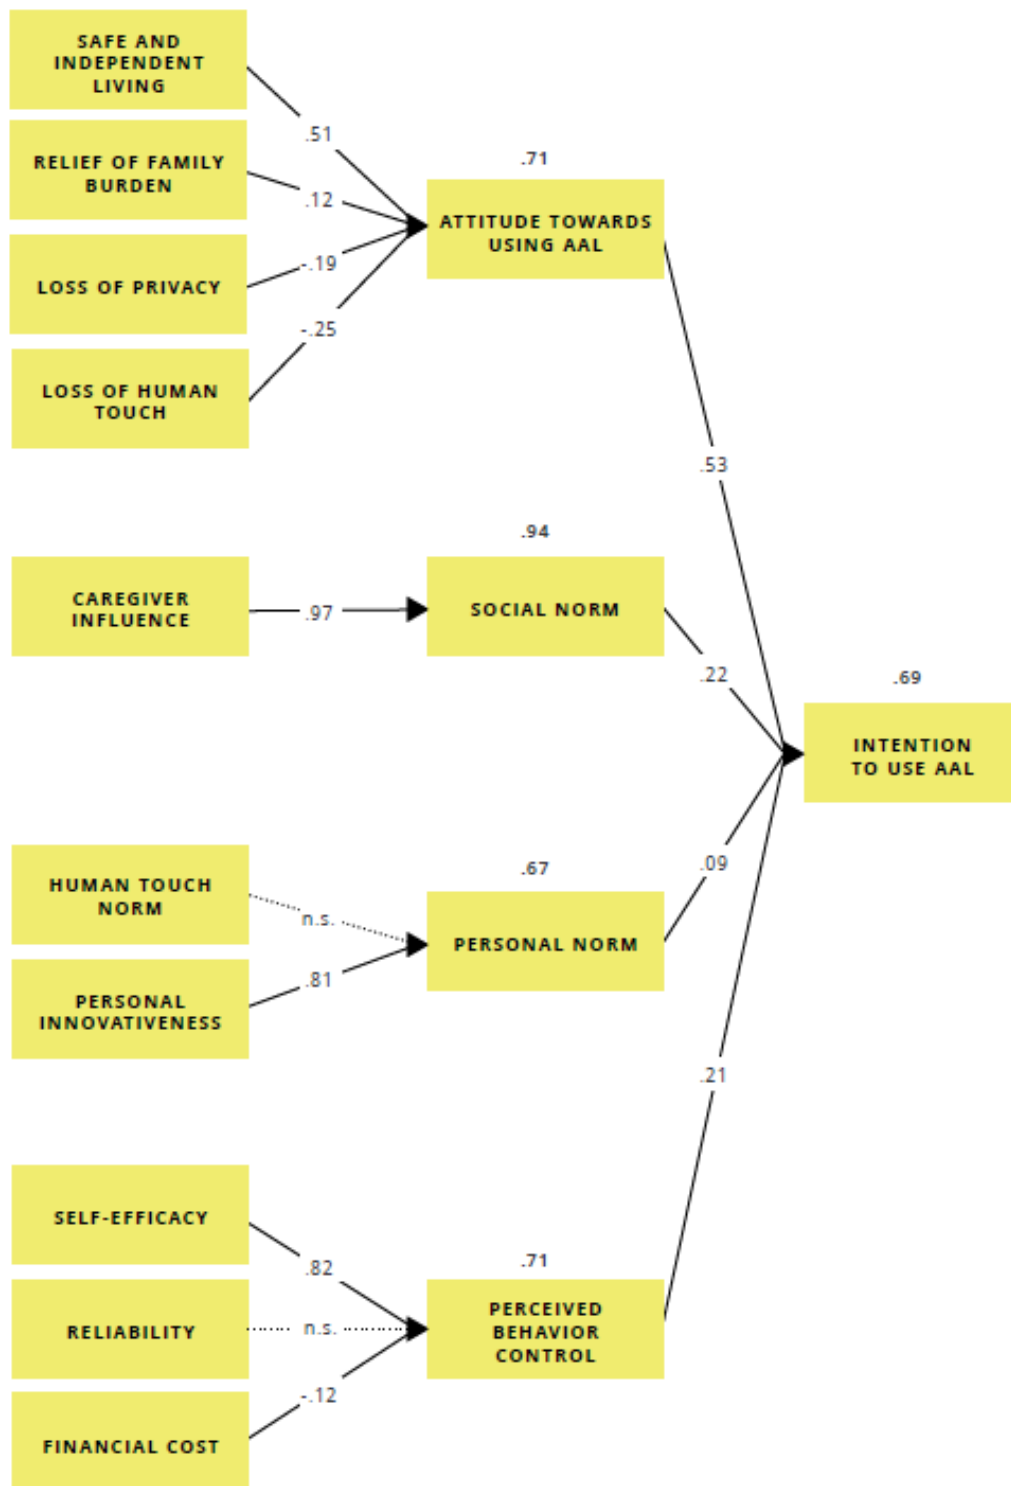 SAFE AND
INDEPENDENT
LIVING
.51
RELIEF OF FAMILY
BURDEN
.12
LOSS OF PRIVACY
-.19
LOSS OF HUMAN
TOUCH
-.25
.71
ATTITUDE TOWARDS
USING AAL
.53
CAREGIVER
INFLUENCE
.97
.94
SOCIAL NORM
.22
.69
INTENTION
TO USE AAL
HUMAN TOUCH
NORM
n.s.
PERSONAL
INNOVATIVENESS
.81
.67
PERSONAL NORM
.09
SELF-EFFICACY
.82
RELIABILITY
n.s.
FINANCIAL COST
-.12
.71
PERCEIVED
BEHAVIOR
CONTROL
.21